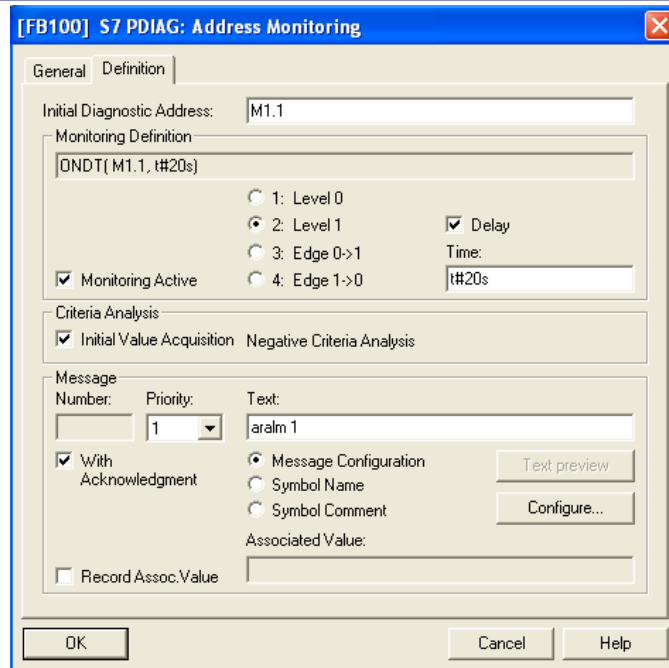 [FB100] S7 PDIAG: Address Monitoring
General Definition
Initial Diagnostic Address: M1.1
Monitoring Definition
ONDT( M1.1, t#20s)
1: Level 0
2: Level 1 Delay
3: Edge 0->1 Time:
Monitoring Active 4: Edge 1->0 t#20s
Criteria Analysis
Initial Value Acquisition Negative Criteria Analysis
Message
Number: Priority: Text:
1 aralm 1
With Acknowledgment
Message Configuration Text preview
Symbol Name
Symbol Comment Configure...
Associated Value:
Record Assoc.Value
OK Cancel Help